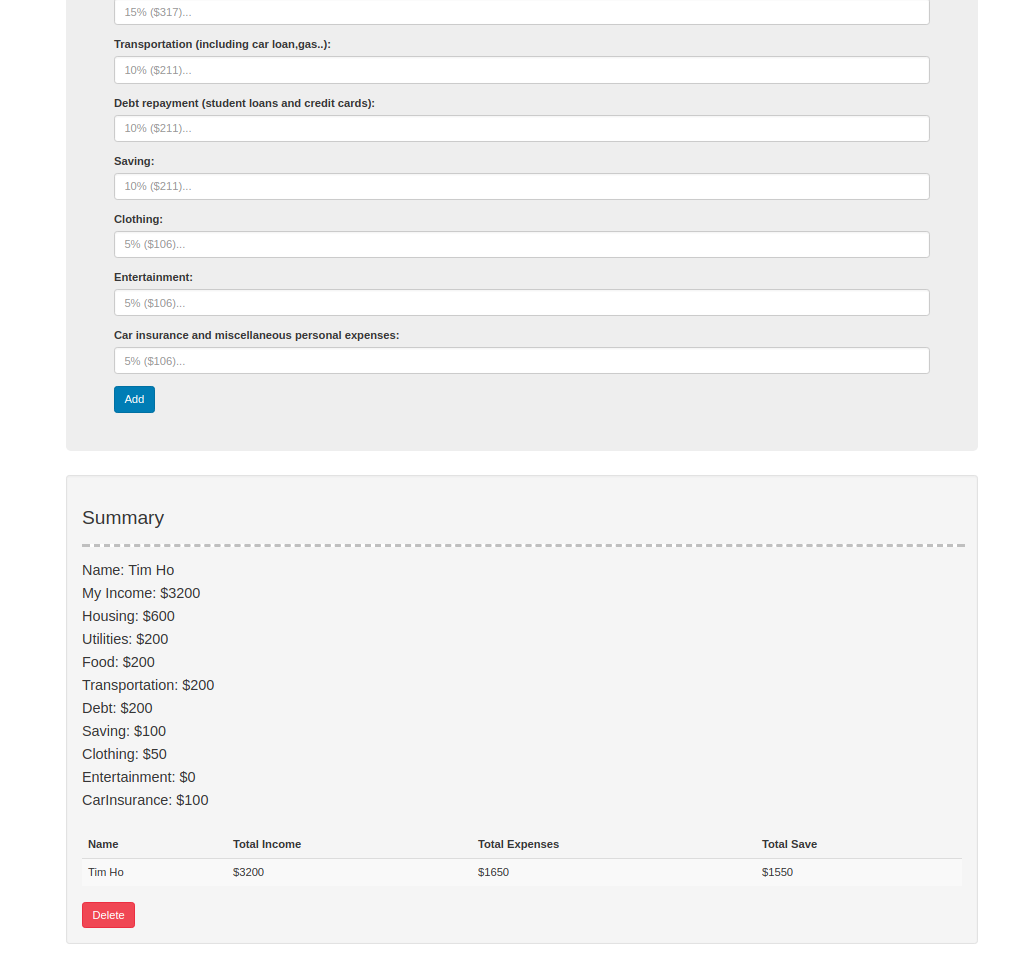 15% ($317)...
Transportation (including car loan,gas..):
10% ($211)...
Debt repayment (student loans and credit cards):
10% ($211)...
Saving:
10% ($211)...
Clothing:
5% ($106)...
Entertainment:
5% ($106)...
Car insurance and miscellaneous personal expenses:
5% ($106)...
Add
Summary
Name: Tim Ho
My Income: $3200
Housing: $600
Utilities: $200
Food: $200
Transportation: $200
Debt: $200
Saving: $100
Clothing: $50
Entertainment: $0
CarInsurance: $100
Name Total Income Total Expenses Total Save
Tim Ho $3200 $1650 $1550
Delete